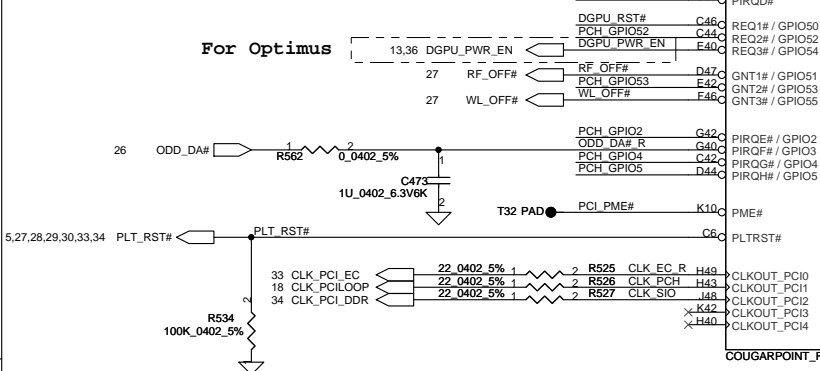 PIRQD#
DGPU_RST# C46 REQ1# / GPIO50
PCH_GPIO52 C44 REQ2# / GPIO52
For Optimus 13,36 DGPU_PWR_EN DGPU_PWR_EN E40 REQ3# / GPIO54
27 RF_OFF# RF_OFF# D47 GNT1# / GPIO51
PCH_GPIO53 E42 GNT2# / GPIO53
27 WL_OFF# WL_OFF# F46 GNT3# / GPIO55
PCH_GPIO2 G42 PIRQE# / GPIO2
26 ODD_DA# 1 R562 2 0_0402_5% ODD_DA#_R G40 PIRQF# / GPIO3
PCH_GPIO4 C42 PIRQG# / GPIO4
PCH_GPIO5 D44 PIRQH# / GPIO5
1
C473
1U_0402_6.3V6K
2
T32 PAD PCI_PME# K10 PME#
5,27,28,29,30,33,34 PLT_RST# PLT_RST# C6 PLTRST#
33 CLK_PCI_EC 22_0402_5% 1 2 R525 CLK_EC_R H49 CLKOUT_PCI0
18 CLK_PCILOOP 22_0402_5% 1 2 R526 CLK_PCH H43 CLKOUT_PCI1
34 CLK_PCI_DDR 22_0402_5% 1 2 R527 CLK_SIO J48 CLKOUT_PCI2
K42 CLKOUT_PCI3
H40 CLKOUT_PCI4
2
R534
100K_0402_5%
1
COUGARPOINT_F